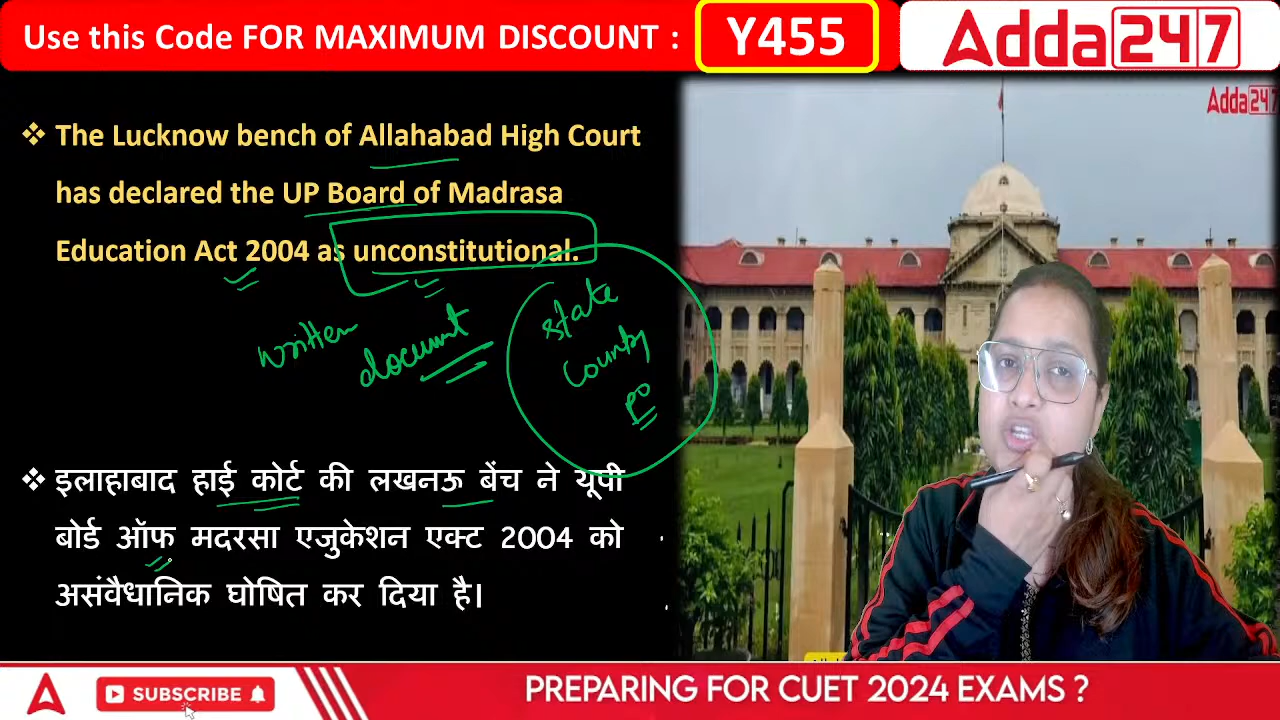 Use this Code FOR MAXIMUM DISCOUNT :
Y455
Adda247
Adda247
❖ The Lucknow bench of Allahabad High Court
has declared the UP Board of Madrasa
Education Act 2004 as unconstitutional.
written
document
state
country
po
❖ इलाहाबाद हाई कोर्ट की लखनऊ बेंच ने यूपी
बोर्ड ऑफ मदरसा एजुकेशन एक्ट 2004 को
असंवैधानिक घोषित कर दिया है।
SUBSCRIBE
PREPARING FOR CUET 2024 EXAMS ?